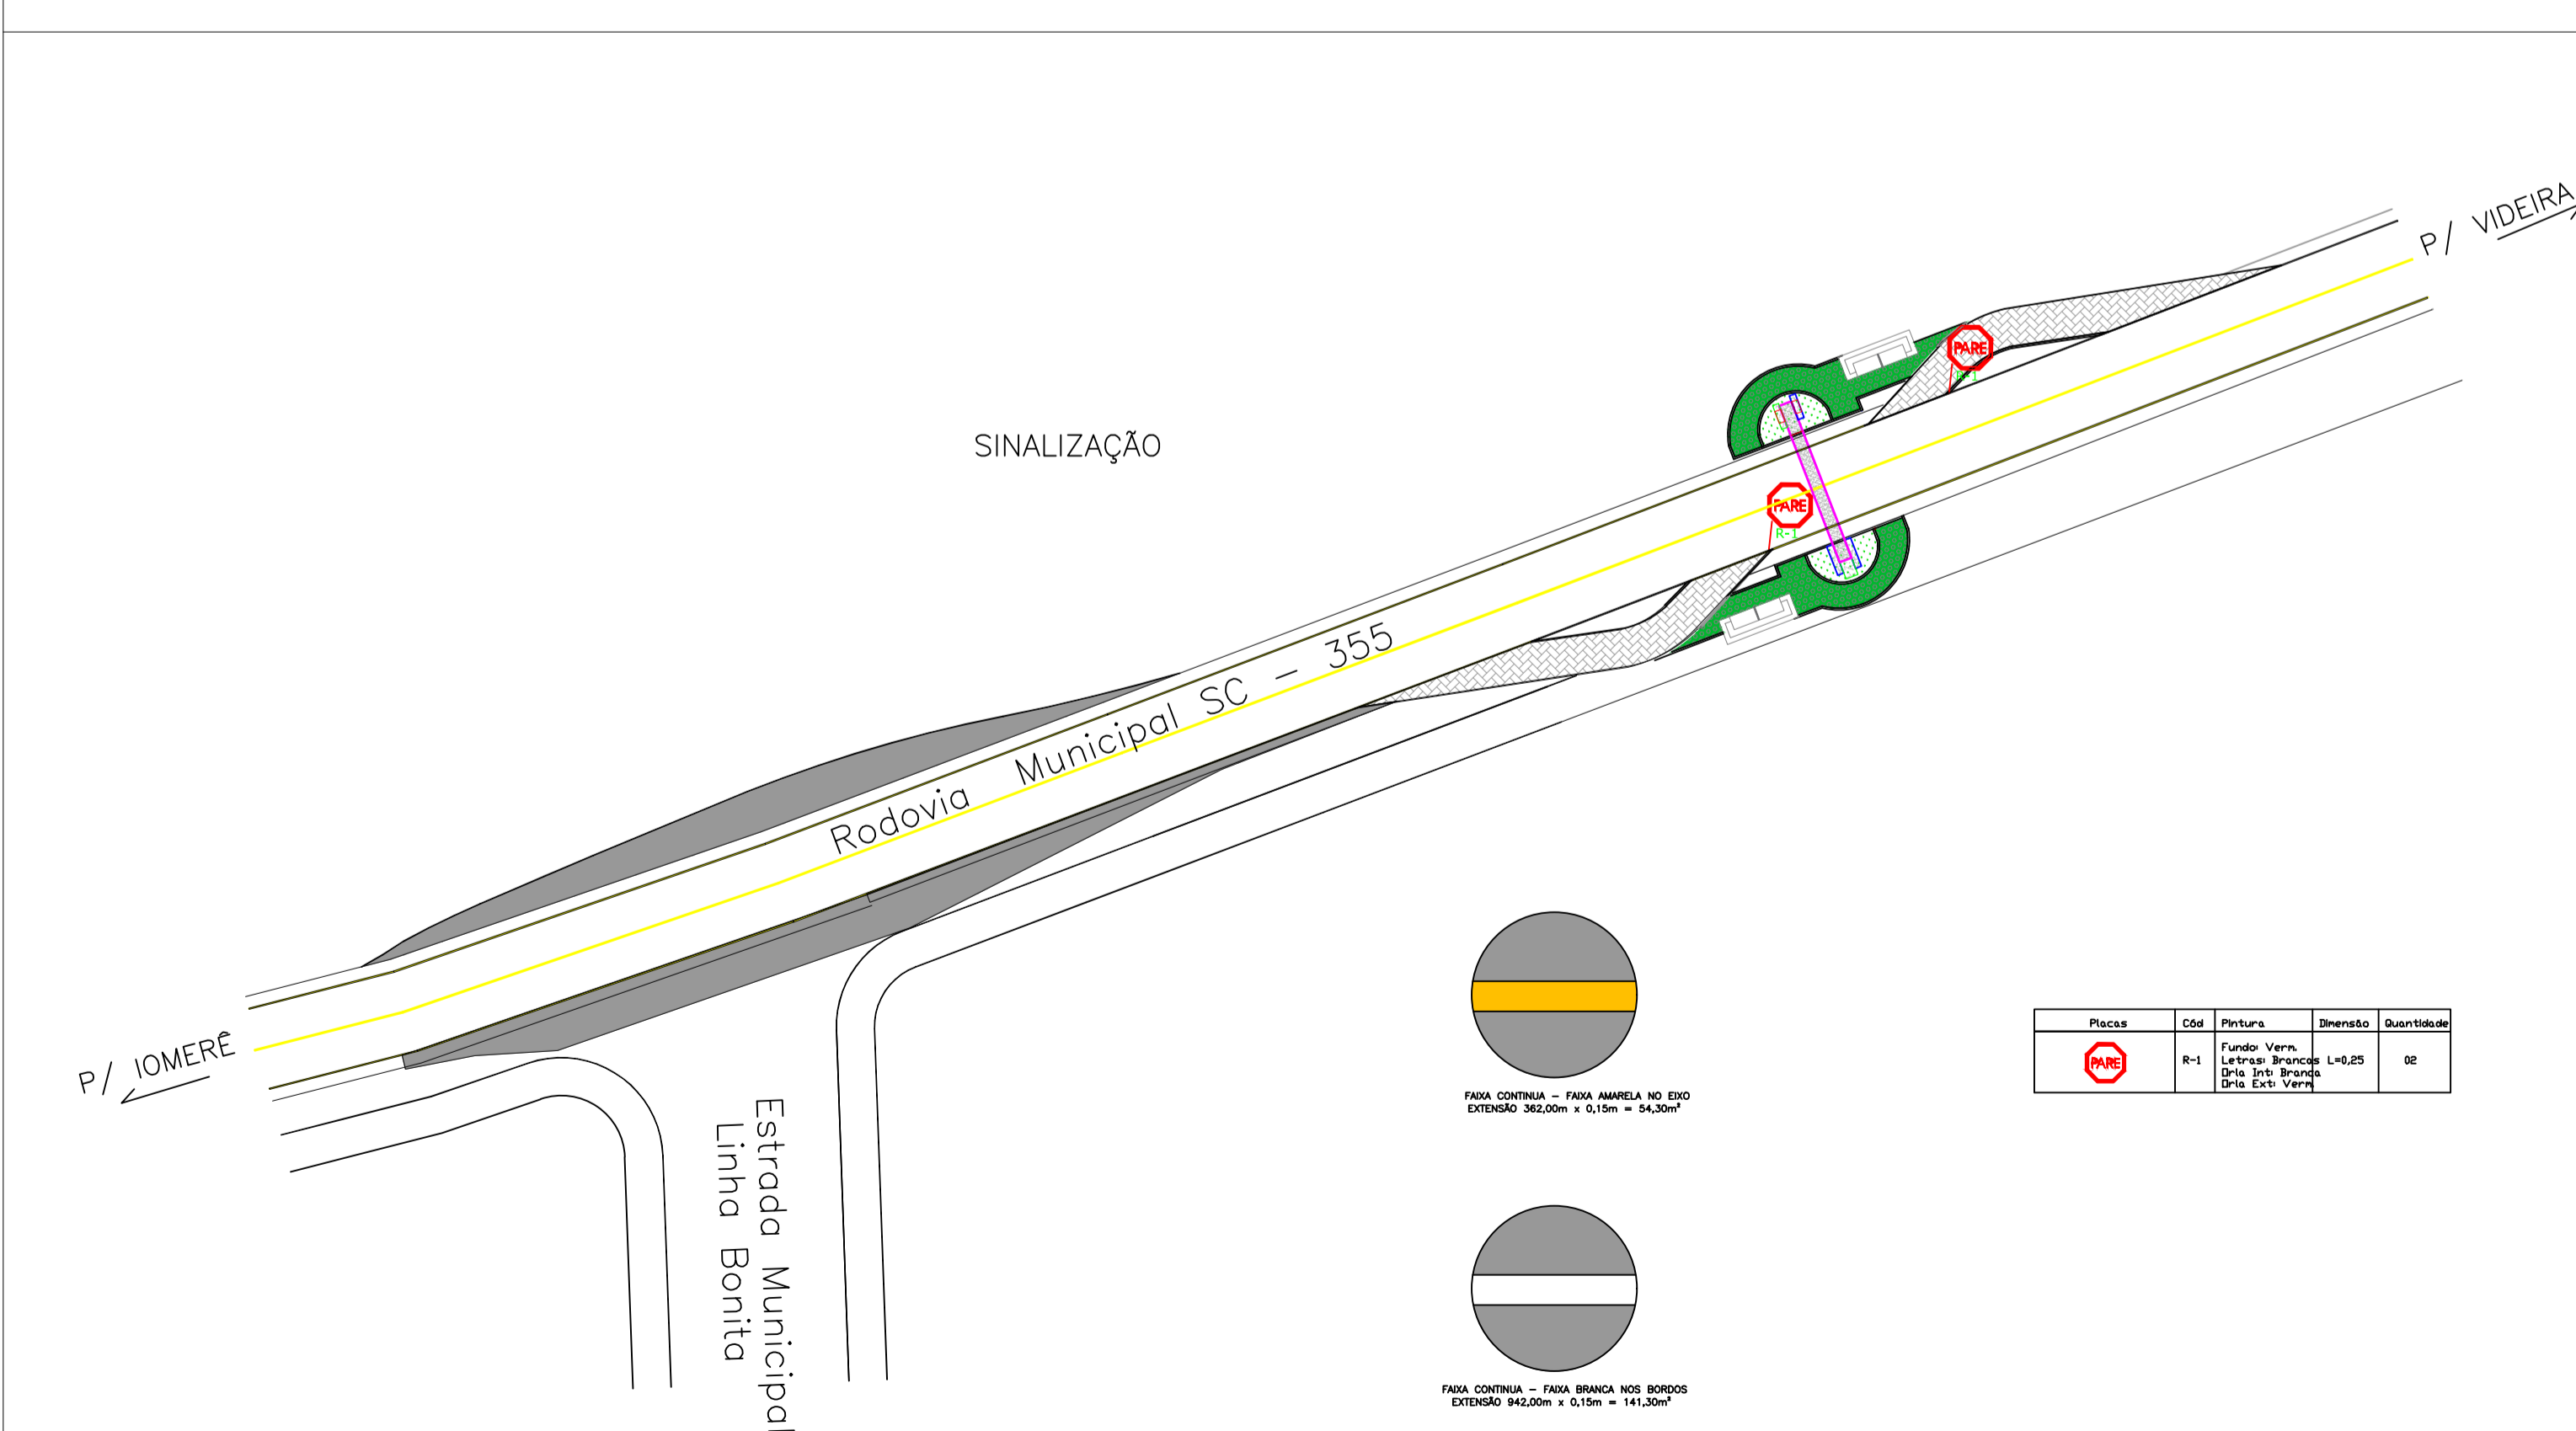 P/ VIDEIRA
PARE
R-1
SINALIZAÇÃO
PARE
R-1
Rodovia Municipal SC - 355
P/ IOMERÊ
Estrada Municipal
Linha Bonita
FAIXA CONTINUA - FAIXA AMARELA NO EIXO
EXTENSÃO 362,00m x 0,15m = 54,30m²
FAIXA CONTINUA - FAIXA BRANCA NOS BORDOS
EXTENSÃO 942,00m x 0,15m = 141,30m²
Placas Cód Pintura Dimensão Quantidade
PARE R-1 Fundo: Verm. L=0,25 02
Letras: Brancas
Orla Int: Branca
Orla Ext: Verm